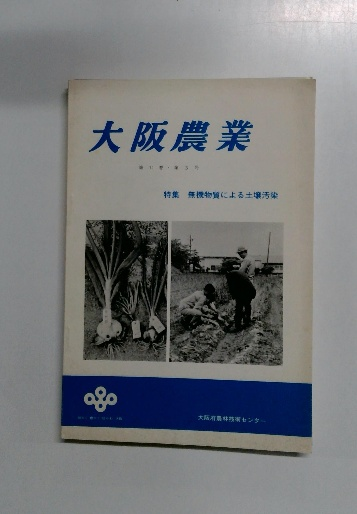 大阪農業
特集 無機物質による土壌汚染
大阪府農林技術センター